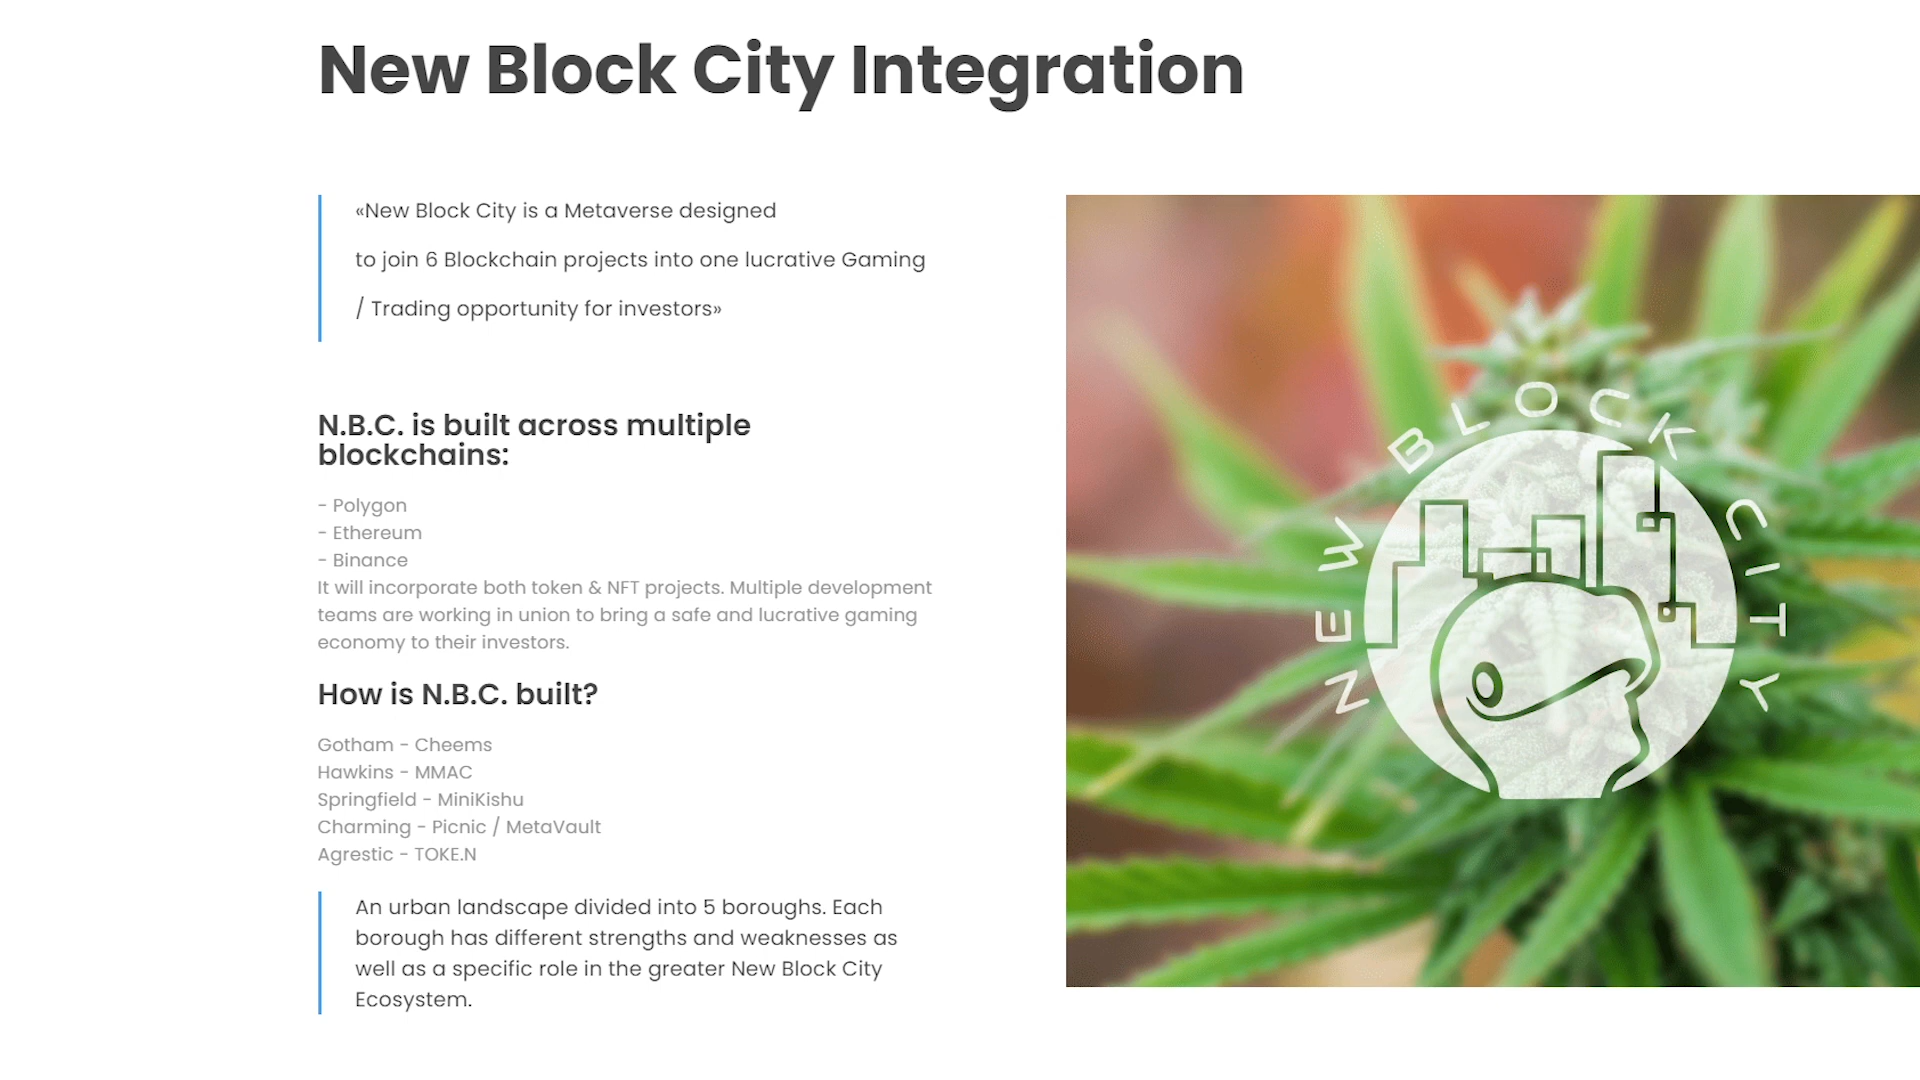 New Block City Integration
«New Block City is a Metaverse designed
to join 6 Blockchain projects into one lucrative Gaming
/ Trading opportunity for investors»
N.B.C. is built across multiple
blockchains:
- Polygon
- Ethereum
- Binance
It will incorporate both token & NFT projects. Multiple development
teams are working in union to bring a safe and lucrative gaming
economy to their investors.
How is N.B.C. built?
Gotham - Cheems
Hawkins - MMAC
Springfield - MiniKishu
Charming - Picnic / MetaVault
Agrestic - TOKE.N
An urban landscape divided into 5 boroughs. Each
borough has different strengths and weaknesses as
well as a specific role in the greater New Block City
Ecosystem.
NEW BLOCK CITY